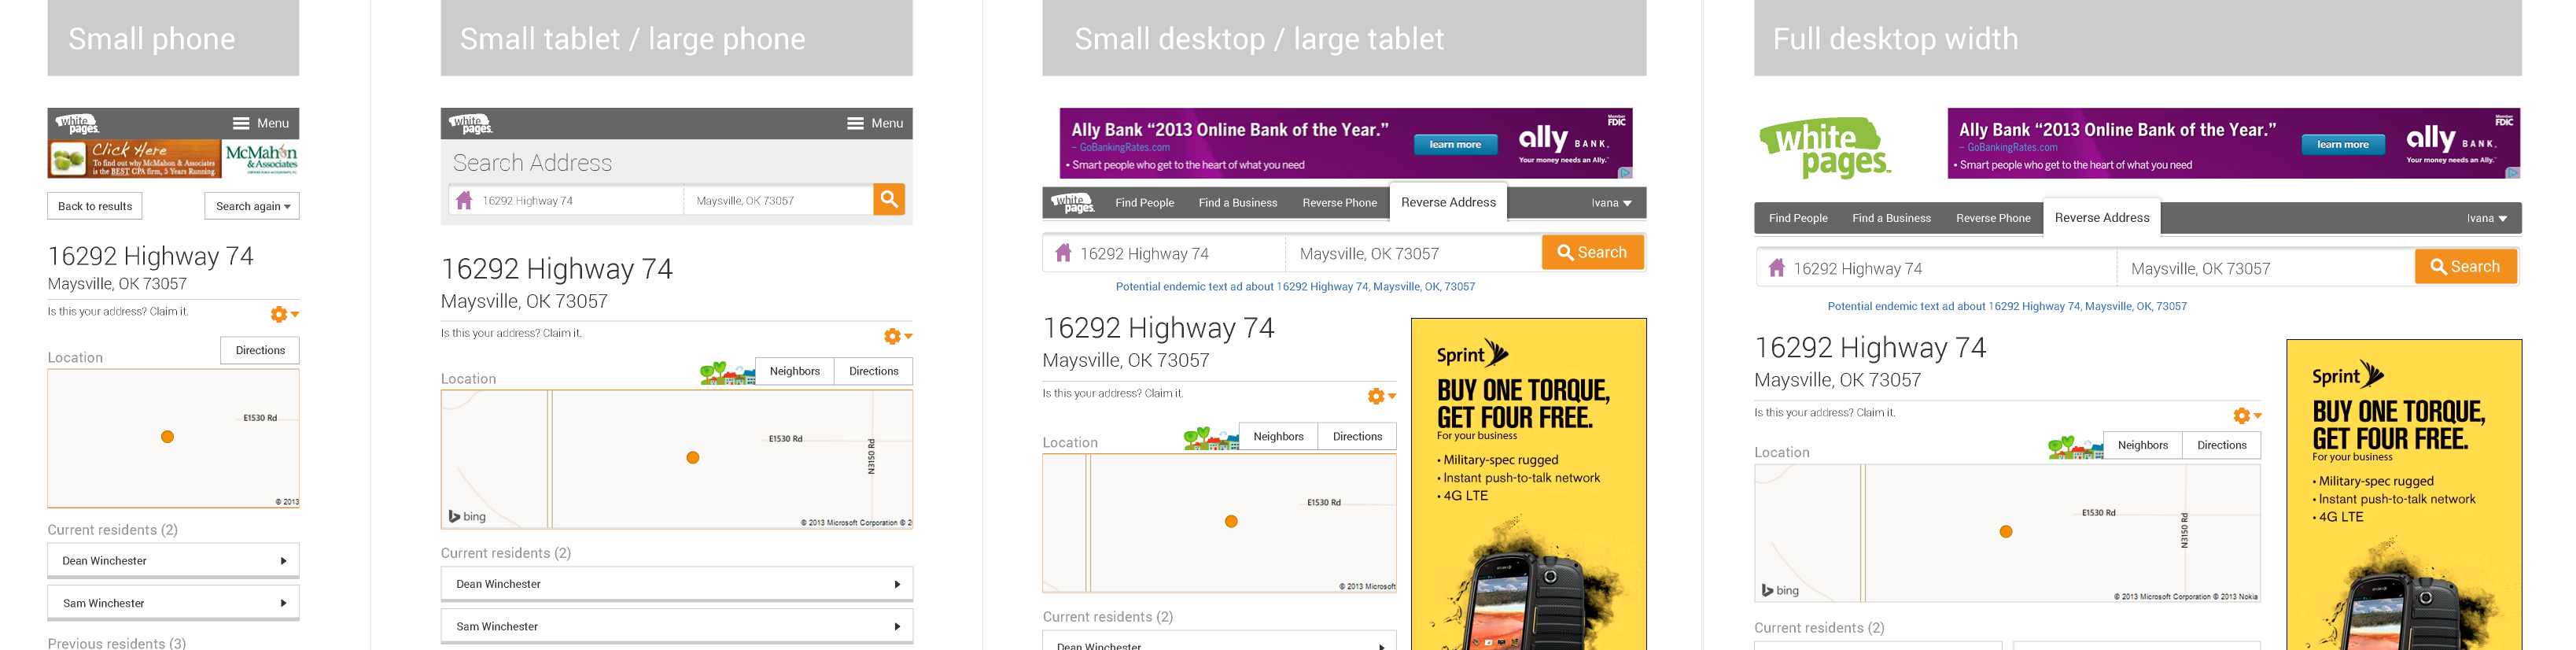 Small phone
white
pages
Menu
Click Here
To find out why McMahon & Associates
is the BEST CPA firm, 5 Years Running.
McMahon
& Associates
Back to results
Search again
16292 Highway 74
Maysville, OK 73057
Is this your address? Claim it.
Location
Directions
E1530 Rd
© 2013
Current residents (2)
Dean Winchester
Sam Winchester
Previous residents (3)
Small tablet / large phone
white
pages
Menu
Search Address
16292 Highway 74
Maysville, OK 73057
16292 Highway 74
Maysville, OK 73057
Is this your address? Claim it.
Location
Neighbors
Directions
E1530 Rd
N3150 Rd
bing
© 2013 Microsoft Corporation © 2
Current residents (2)
Dean Winchester
Sam Winchester
Small desktop / large tablet
Ally Bank “2013 Online Bank of the Year.”
– GoBankingRates.com
• Smart people who get to the heart of what you need
learn more
ally BANK.
Your money needs an Ally.
Member
FDIC
white
pages
Find People
Find a Business
Reverse Phone
Reverse Address
Ivana
16292 Highway 74
Maysville, OK 73057
Search
Potential endemic text ad about 16292 Highway 74, Maysville, OK, 73057
16292 Highway 74
Maysville, OK 73057
Is this your address? Claim it.
Location
Neighbors
Directions
E1530 Rd
© 2013 Microsoft
Current residents (2)
Dean Winchester
Sprint
BUY ONE TORQUE,
GET FOUR FREE.
For your business
• Military-spec rugged
• Instant push-to-talk network
• 4G LTE
Full desktop width
white
pages
Ally Bank “2013 Online Bank of the Year.”
– GoBankingRates.com
• Smart people who get to the heart of what you need
learn more
ally BANK.
Your money needs an Ally.
Member
FDIC
Find People
Find a Business
Reverse Phone
Reverse Address
Ivana
16292 Highway 74
Maysville, OK 73057
Search
Potential endemic text ad about 16292 Highway 74, Maysville, OK, 73057
16292 Highway 74
Maysville, OK 73057
Is this your address? Claim it.
Location
Neighbors
Directions
E1530 Rd
N3150 Rd
bing
© 2013 Microsoft Corporation © 2013 Nokia
Current residents (2)
Sprint
BUY ONE TORQUE,
GET FOUR FREE.
For your business
• Military-spec rugged
• Instant push-to-talk network
• 4G LTE